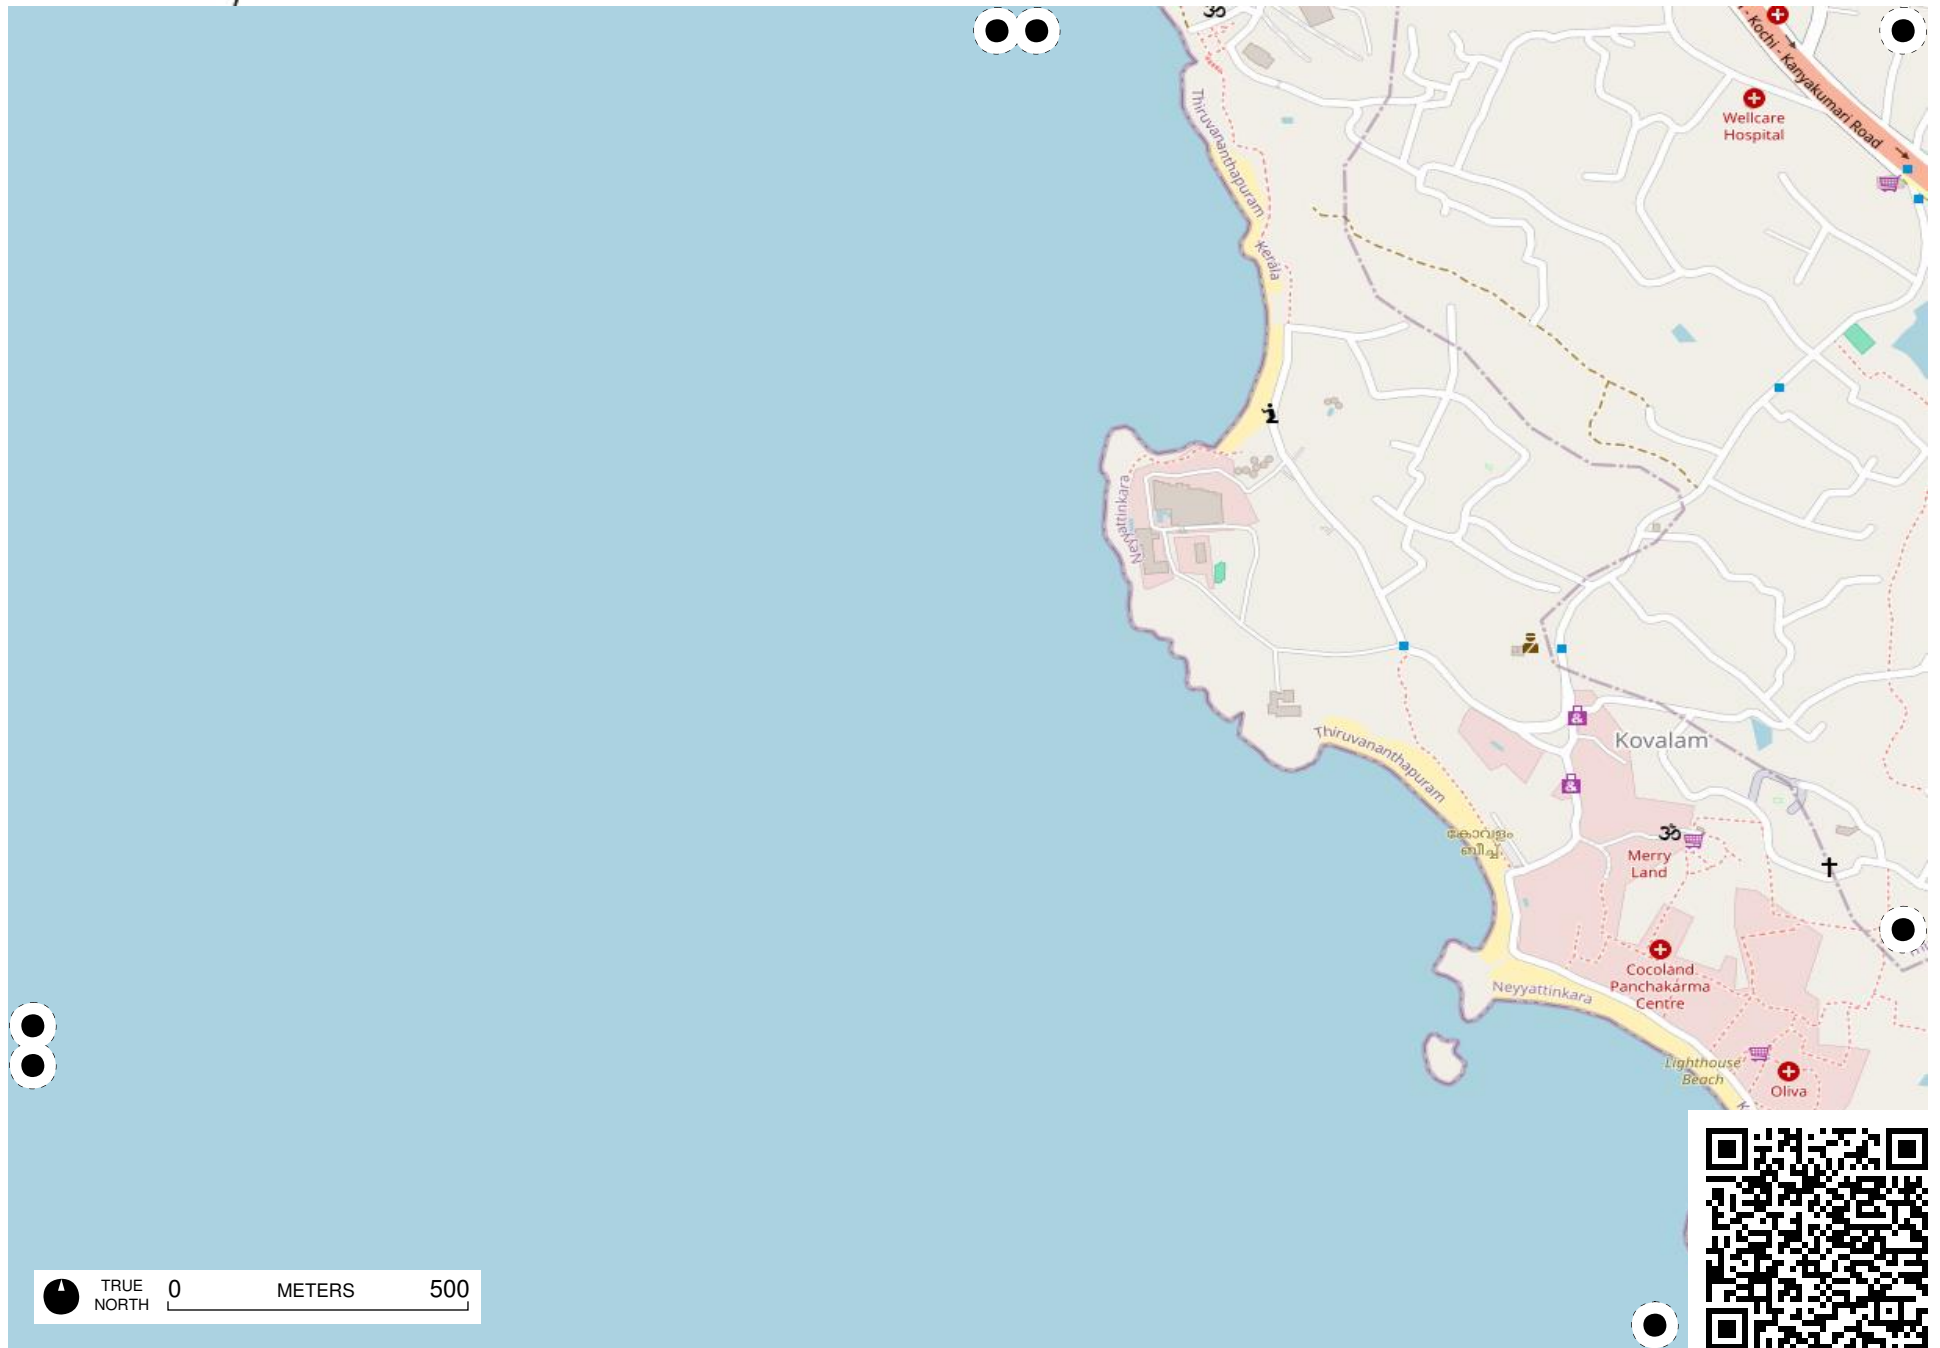 ॐ
- Kochi - Kanyakumari Road
Wellcare
Hospital
Thiruvananthapuram
Kerala
Neyyattinkara
Thiruvananthapuram
Kovalam
കോവളം
ബീച്ച്
ॐ
Merry
Land
Cocoland
Panchakarma
Centre
Neyyattinkara
Lighthouse
Beach
Oliva
TRUE
NORTH
0 METERS 500